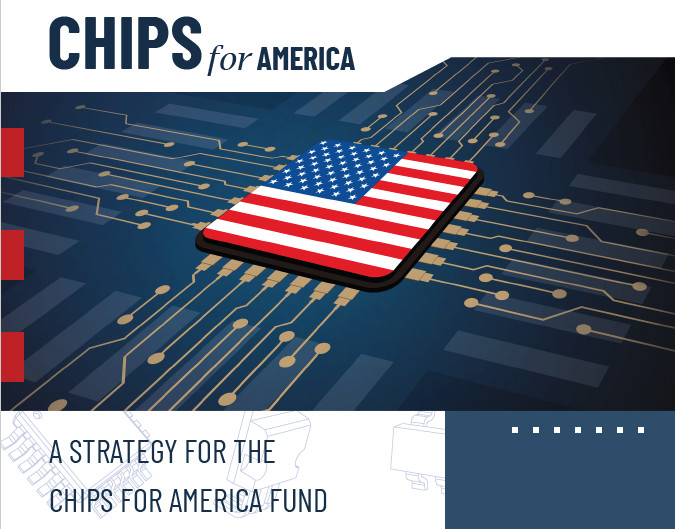 CHIPS for AMERICA
A STRATEGY FOR THE
CHIPS FOR AMERICA FUND